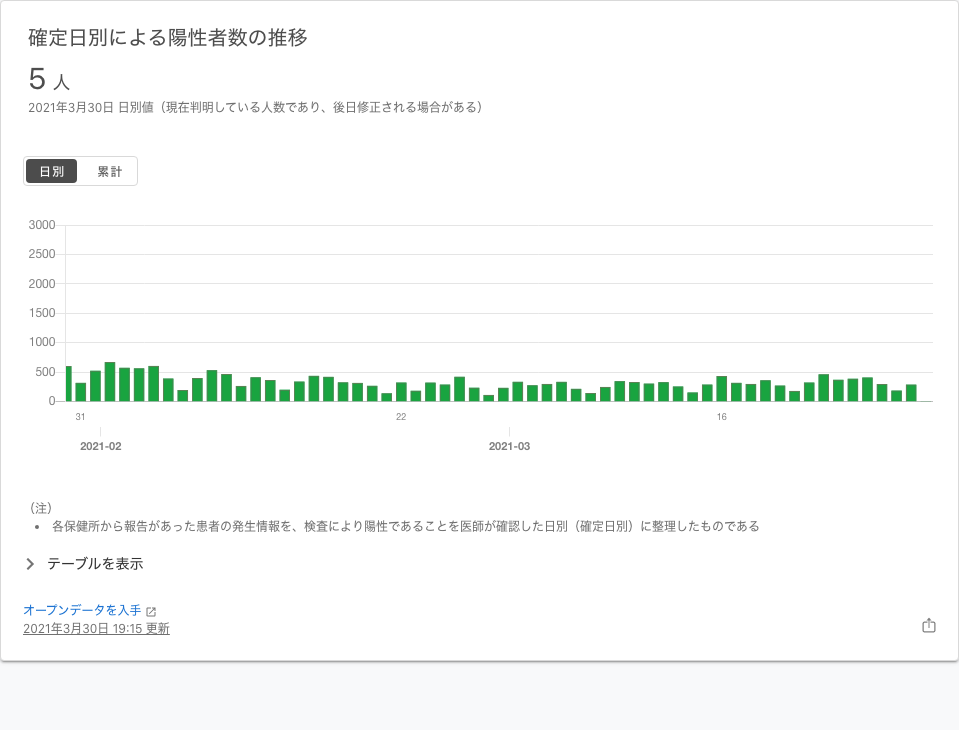 確定日別による陽性者数の推移
5 人
2021年3月30日 日別値（現在判明している人数であり、後日修正される場合がある）
日別 累計
3000
2500
2000
1500
1000
500
0
31 22 16
2021-02 2021-03
（注）
• 各保健所から報告があった患者の発生情報を、検査により陽性であることを医師が確認した日別（確定日別）に整理したものである
テーブルを表示
オープンデータを入手
2021年3月30日 19:15 更新